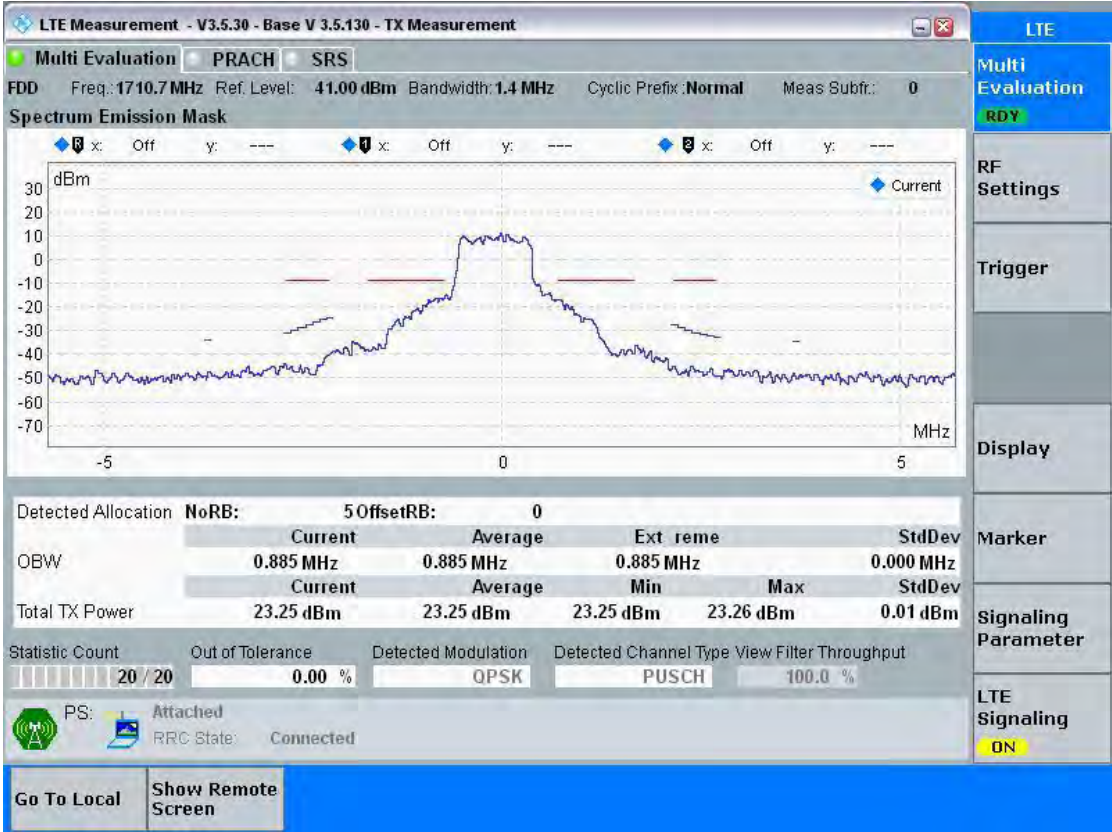 LTE Measurement - V3.5.30 - Base V 3.5.130 - TX Measurement
LTE
Multi Evaluation PRACH SRS
Multi Evaluation
RDY
FDD Freq.: 1710.7 MHz Ref. Level: 41.00 dBm Bandwidth: 1.4 MHz Cyclic Prefix : Normal Meas Subfr.: 0
Spectrum Emission Mask
R x: Off y: --- 1 x: Off y: --- 2 x: Off y: ---
RF Settings
dBm
Current
30
20
10
0
-10
-20
-30
-40
-50
-60
-70
MHz
-5 0 5
Trigger
Display
Detected Allocation NoRB: 5 OffsetRB: 0
Current Average Ext reme StdDev
OBW 0.885 MHz 0.885 MHz 0.885 MHz 0.000 MHz
Current Average Min Max StdDev
Total TX Power 23.25 dBm 23.25 dBm 23.25 dBm 23.26 dBm 0.01 dBm
Marker
Signaling Parameter
Statistic Count Out of Tolerance Detected Modulation Detected Channel Type View Filter Throughput
20 / 20 0.00 % QPSK PUSCH 100.0 %
PS: Attached
RRC State: Connected
LTE Signaling
ON
Go To Local
Show Remote Screen